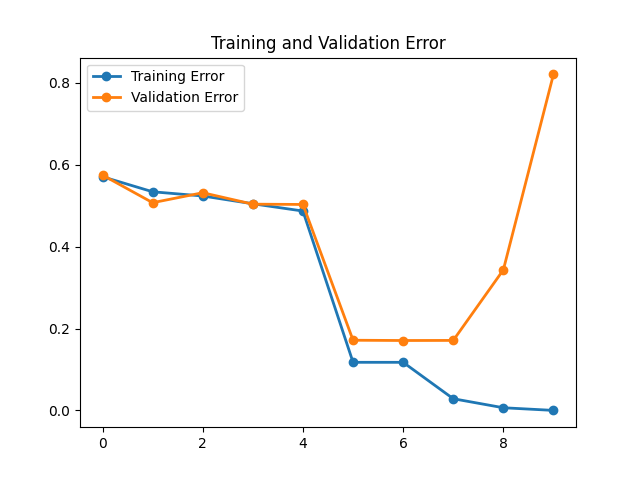 Training and Validation Error
Training Error
Validation Error
0.8
0.6
0.4
0.2
0.0
0 2 4 6 8